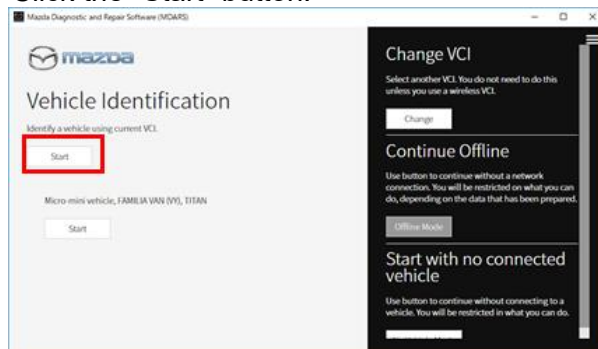 Click the "Start" button.
Mazda Diagnostic and Repair Software (MDARS)
mazda
Vehicle Identification
Identify a vehicle using current VCI.
Start
Micro-mini vehicle, FAMILIA VAN (VY), TITAN
Start
Change VCI
Select another VCI. You do not need to do this
unless you use a wireless VCI.
Change
Continue Offline
Use button to continue without a network
connection. You will be restricted on what you can
do, depending on the data that has been prepared.
Offline Mode
Start with no connected
vehicle
Use button to continue without connecting to a
vehicle. You will be restricted in what you can do.